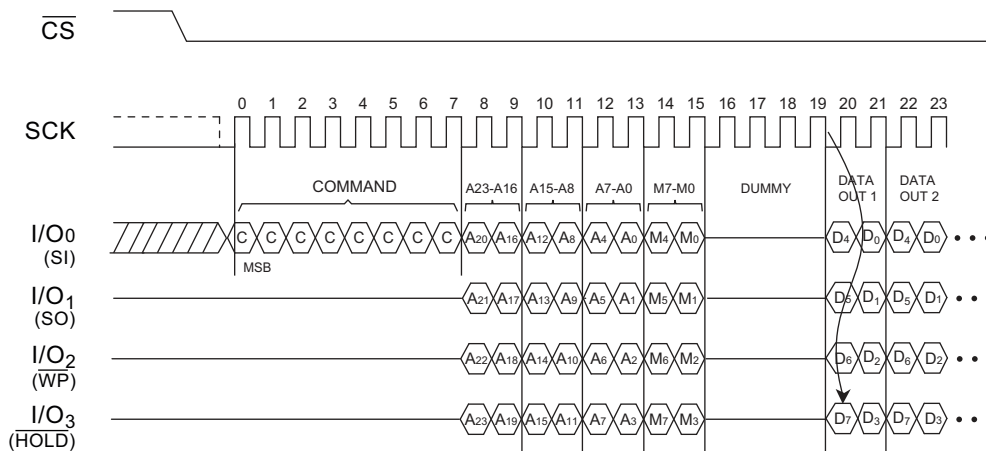 CS
0 1 2 3 4 5 6 7 8 9 10 11 12 13 14 15 16 17 18 19 20 21 22 23
SCK
COMMAND A23-A16 A15-A8 A7-A0 M7-M0 DUMMY DATA OUT 1 DATA OUT 2
I/O0 (SI) C C C C C C C C A20 A16 A12 A8 A4 A0 M4 M0 D4 D0 D4 D0 • • •
MSB
I/O1 (SO) A21 A17 A13 A9 A5 A1 M5 M1 D5 D1 D5 D1 • •
I/O2 (WP) A22 A18 A14 A10 A6 A2 M6 M2 D6 D2 D6 D2 • •
I/O3 (HOLD) A23 A19 A15 A11 A7 A3 M7 M3 D7 D3 D7 D3 • •